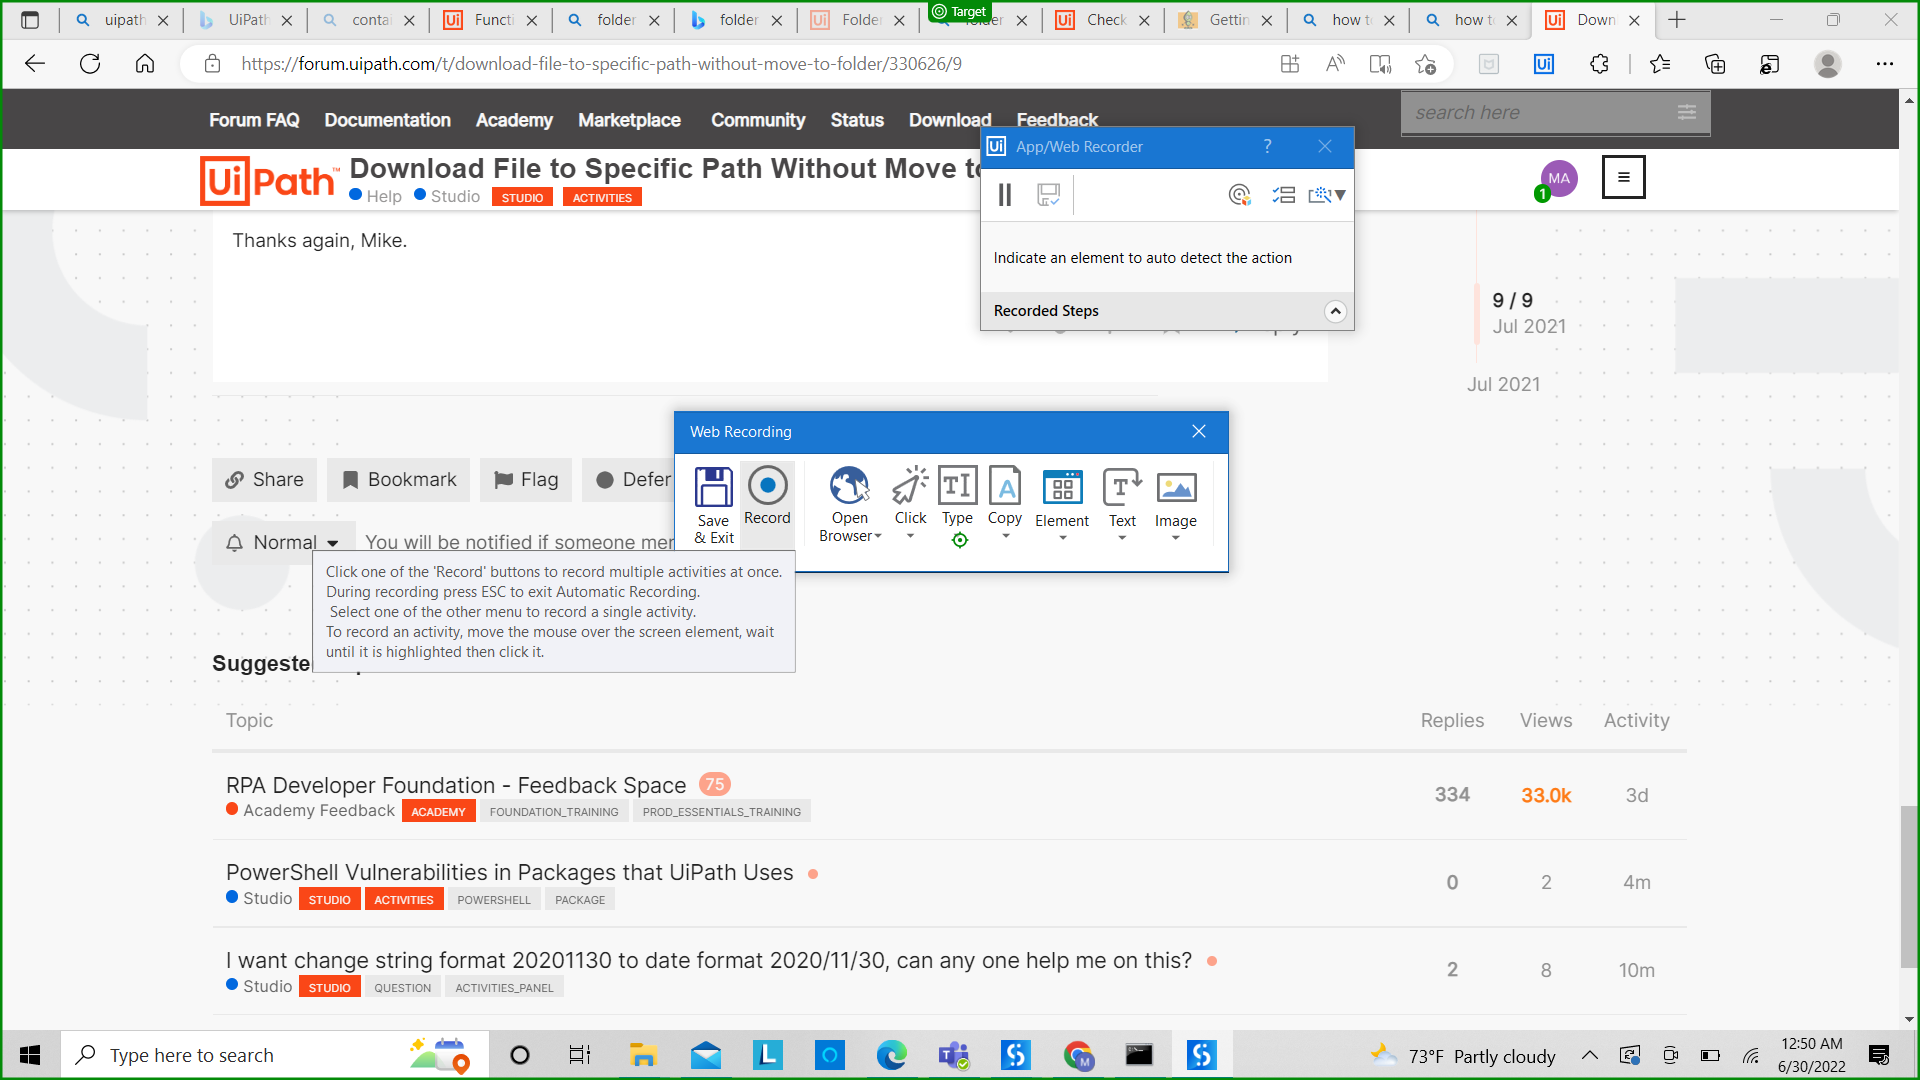 uipath
UiPath
conta
Functi
folder
folder
Folder
Target
folder
Check
Gettin
how t
how t
Down
https://forum.uipath.com/t/download-file-to-specific-path-without-move-to-folder/330626/9
Forum FAQ Documentation Academy Marketplace Community Status Download Feedback
search here
UiPath™
Download File to Specific Path Without Move to
Help Studio STUDIO ACTIVITIES
MA
1
App/Web Recorder
?
Indicate an element to auto detect the action
Recorded Steps
Thanks again, Mike.
9 / 9
Jul 2021
Jul 2021
Share Bookmark Flag Defer
Normal
You will be notified if someone mer
Web Recording
Save & Exit
Record
Open Browser
Click
Type
Copy
Element
Text
Image
Click one of the 'Record' buttons to record multiple activities at once.
During recording press ESC to exit Automatic Recording.
Select one of the other menu to record a single activity.
To record an activity, move the mouse over the screen element, wait
until it is highlighted then click it.
Suggeste
Topic Replies Views Activity
RPA Developer Foundation - Feedback Space 75
Academy Feedback ACADEMY FOUNDATION_TRAINING PROD_ESSENTIALS_TRAINING
334 33.0k 3d
PowerShell Vulnerabilities in Packages that UiPath Uses
Studio STUDIO ACTIVITIES POWERSHELL PACKAGE
0 2 4m
I want change string format 20201130 to date format 2020/11/30, can any one help me on this?
Studio STUDIO QUESTION ACTIVITIES_PANEL
2 8 10m
Type here to search
73°F Partly cloudy
12:50 AM
6/30/2022